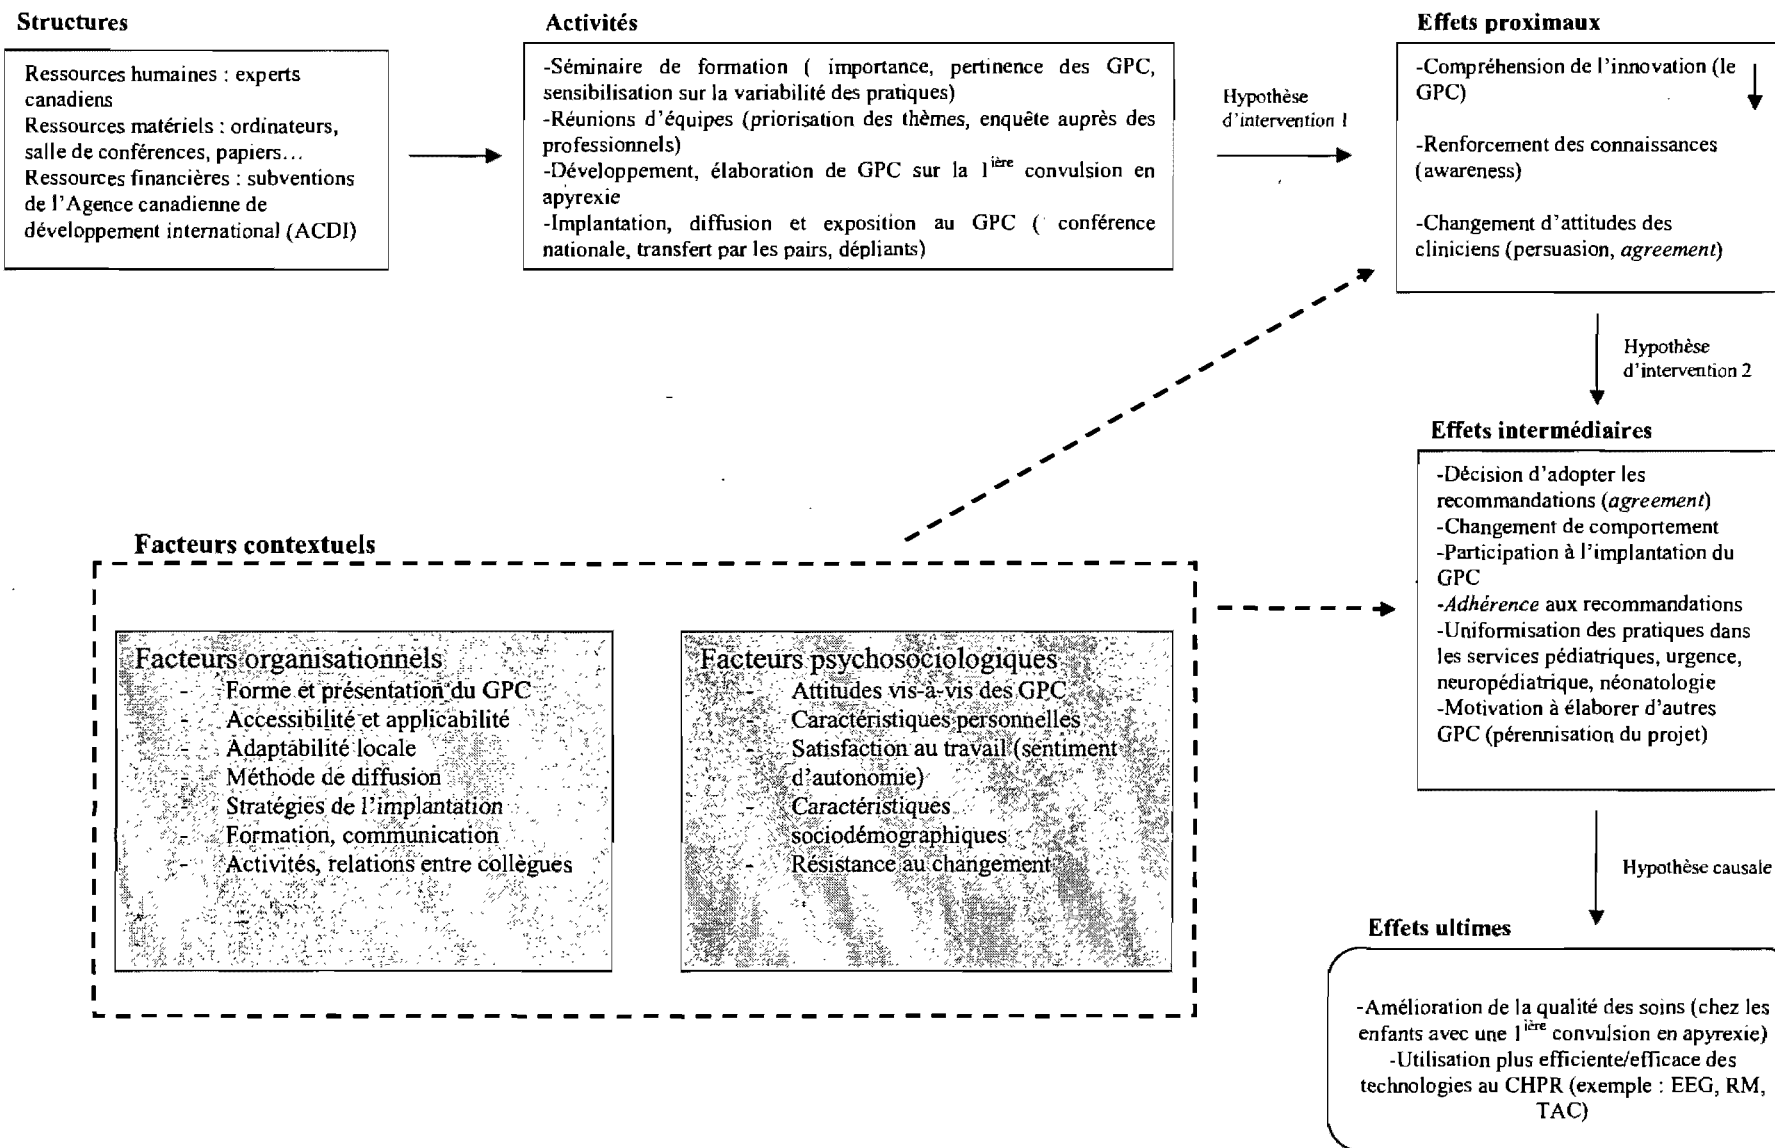 Structures
Ressources humaines : experts
canadiens
Ressources matériels : ordinateurs,
salle de conférences, papiers…
Ressources financières : subventions
de l'Agence canadienne de
développement international (ACDI)
Activités
-Séminaire de formation ( importance, pertinence des GPC,
sensibilisation sur la variabilité des pratiques)
-Réunions d'équipes (priorisation des thèmes, enquête auprès des
professionnels)
-Développement, élaboration de GPC sur la 1ière convulsion en
apyrexie
-Implantation, diffusion et exposition au GPC ( conférence
nationale, transfert par les pairs, dépliants)
Hypothèse
d'intervention 1
Effets proximaux
-Compréhension de l'innovation (le
GPC)
-Renforcement des connaissances
(awareness)
-Changement d'attitudes des
cliniciens (persuasion, agreement)
Hypothèse
d'intervention 2
Effets intermédiaires
-Décision d'adopter les
recommandations (agreement)
-Changement de comportement
-Participation à l'implantation du
GPC
-Adhérence aux recommandations
-Uniformisation des pratiques dans
les services pédiatriques, urgence,
neuropédiatrique, néonatologie
-Motivation à élaborer d'autres
GPC (pérennisation du projet)
Facteurs contextuels
Facteurs organisationnels
- Forme et présentation du GPC
- Accessibilité et applicabilité
- Adaptabilité locale
- Méthode de diffusion
- Stratégies de l'implantation
- Formation, communication
- Activités, relations entre collègues
Facteurs psychosociologiques
- Attitudes vis-à-vis des GPC
- Caractéristiques personnelles
- Satisfaction au travail (sentiment
d'autonomie)
- Caractéristiques
sociodémographiques
- Résistance au changement
Hypothèse causale
Effets ultimes
-Amélioration de la qualité des soins (chez les
enfants avec une 1ière convulsion en apyrexie)
-Utilisation plus efficiente/efficace des
technologies au CHPR (exemple : EEG, RM,
TAC)